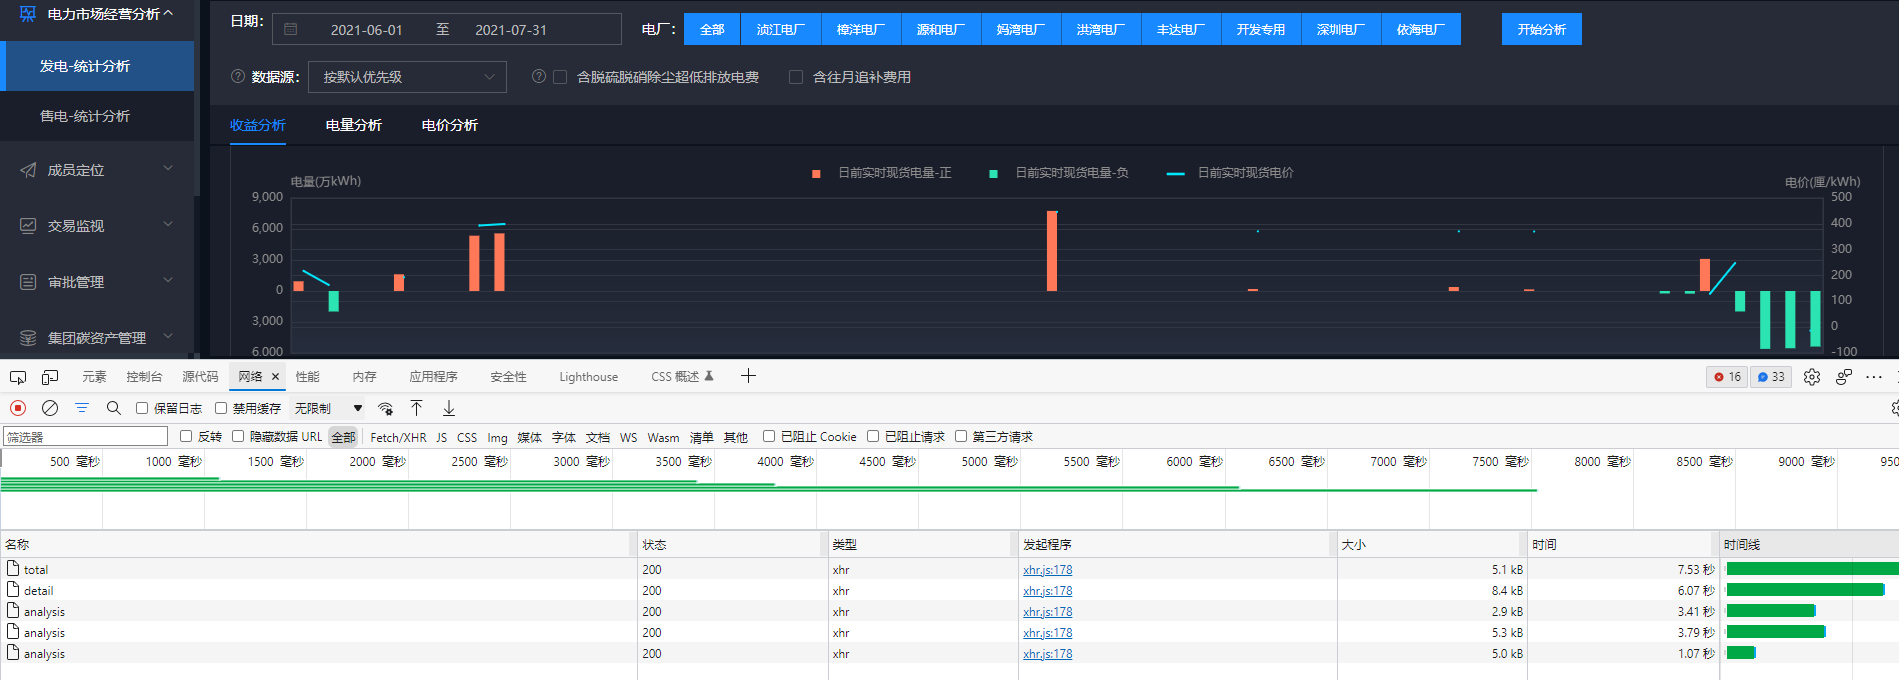 电力市场经营分析
发电-统计分析
售电-统计分析
成员定位
交易监视
审批管理
集团碳资产管理
日期： 2021-06-01 至 2021-07-31 电厂： 全部 浈江电厂 樟洋电厂 源和电厂 妈湾电厂 洪湾电厂 丰达电厂 开发专用 深圳电厂 依海电厂 开始分析
数据源： 按默认优先级 含脱硫脱硝除尘超低排放电费 含往月追补费用
收益分析 电量分析 电价分析
日前实时现货电量-正 日前实时现货电量-负 日前实时现货电价
电量(万kWh) 电价(厘/kWh)
9,000 500
6,000 400
3,000 300
0 200
3,000 100
6,000 0
-100
元素 控制台 源代码 网络 × 性能 内存 应用程序 安全性 Lighthouse CSS 概述 16 33
保留日志 禁用缓存 无限制
筛选器 反转 隐藏数据 URL 全部 Fetch/XHR JS CSS Img 媒体 字体 文档 WS Wasm 清单 其他 已阻止 Cookie 已阻止请求 第三方请求
500 毫秒 1000 毫秒 1500 毫秒 2000 毫秒 2500 毫秒 3000 毫秒 3500 毫秒 4000 毫秒 4500 毫秒 5000 毫秒 5500 毫秒 6000 毫秒 6500 毫秒 7000 毫秒 7500 毫秒 8000 毫秒 8500 毫秒 9000 毫秒 950
名称 状态 类型 发起程序 大小 时间 时间线
total 200 xhr xhr.js:178 5.1 kB 7.53 秒
detail 200 xhr xhr.js:178 8.4 kB 6.07 秒
analysis 200 xhr xhr.js:178 2.9 kB 3.41 秒
analysis 200 xhr xhr.js:178 5.3 kB 3.79 秒
analysis 200 xhr xhr.js:178 5.0 kB 1.07 秒